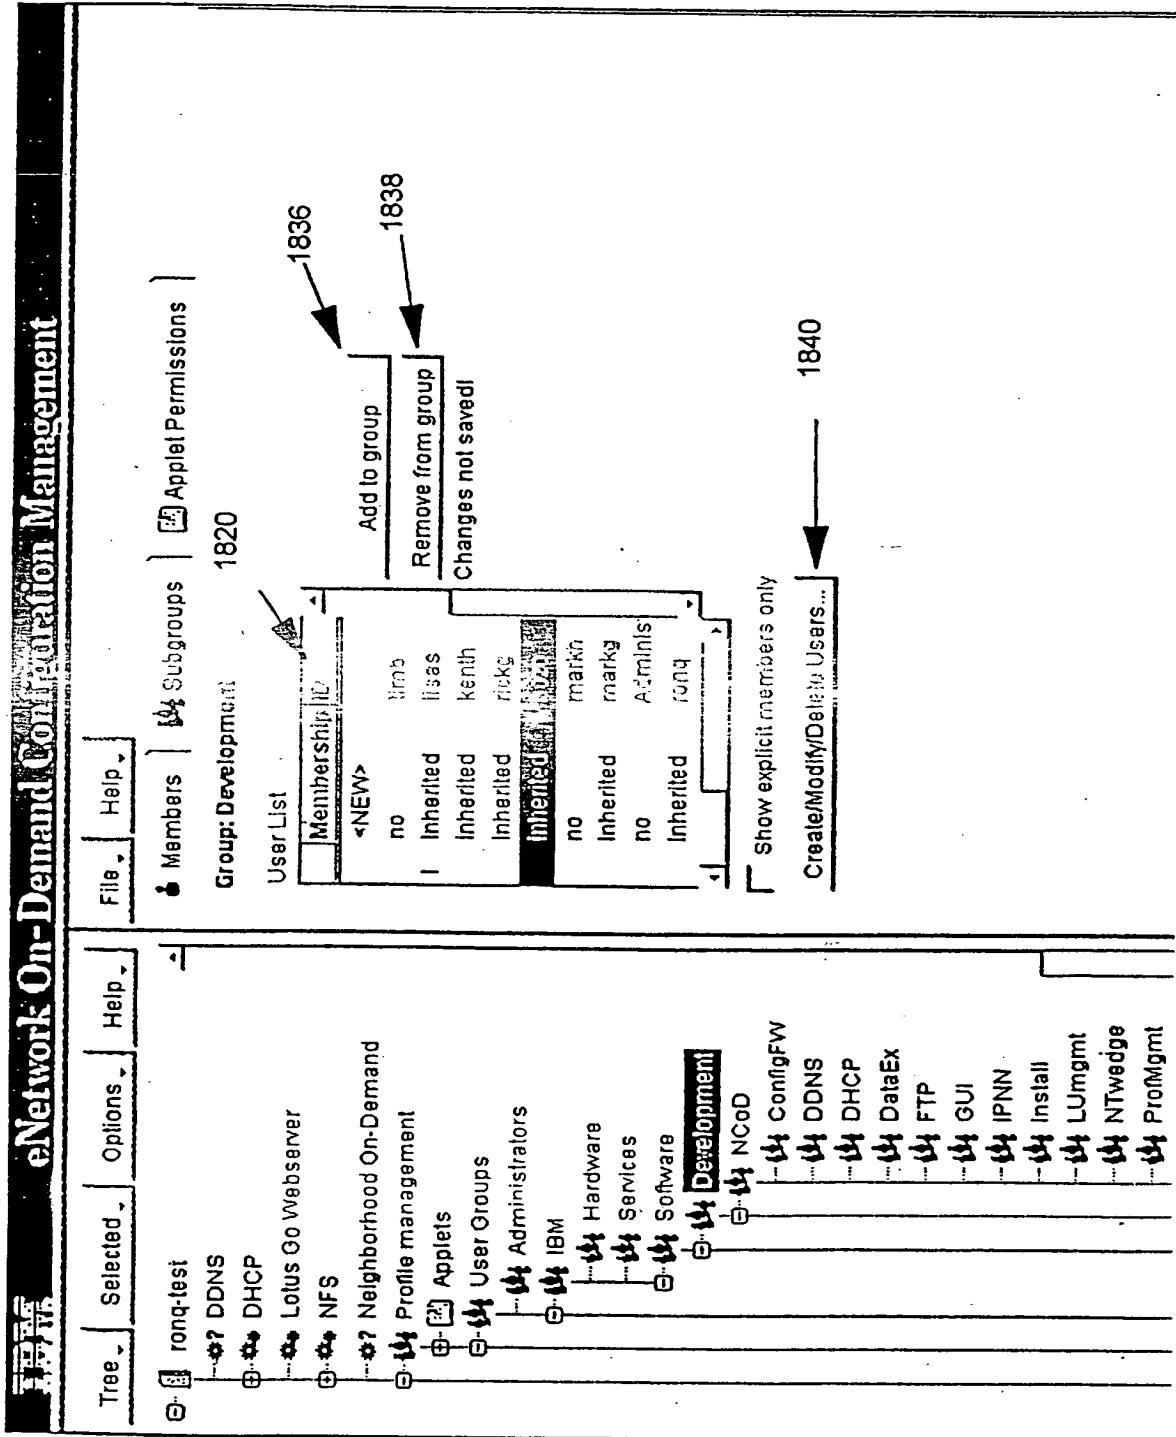 eNetwork On-Demand Configuration Management
Tree Selected Options Help
ronq-test
DDNS
DHCP
Lotus Go Webserver
NFS
Neighborhood On-Demand
Profile management
Applets
User Groups
Administrators
IBM
Hardware
Services
Software
Development
NCoD
ConfigFW
DDNS
DHCP
DataEx
FTP
GUI
IPNN
Install
LUmgmt
NTwedge
ProfMgmt
File Help
Members Subgroups Applet Permissions
Group: Development
1820
User List
Membership ID
<NEW>
no
Inherited lisas
Inherited kenth
Inherited rickg
Inherited
no markh
Inherited markg
no Adminis
Inherited ronq
Add to group
1836
Remove from group
1838
Changes not saved!
Show explicit members only
Create/Modify/Delete Users...
1840